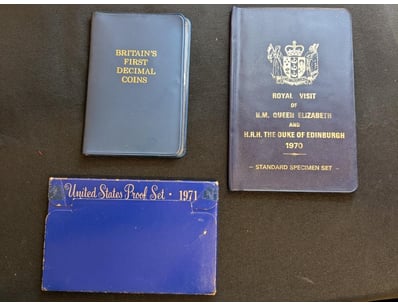 BRITAIN'S
FIRST
DECIMAL
COINS
ROYAL VISIT
OF
H.M. QUEEN ELIZABETH
AND
H.R.H. THE DUKE OF EDINBURGH
1970
- STANDARD SPECIMEN SET -
United States Proof Set · 1971